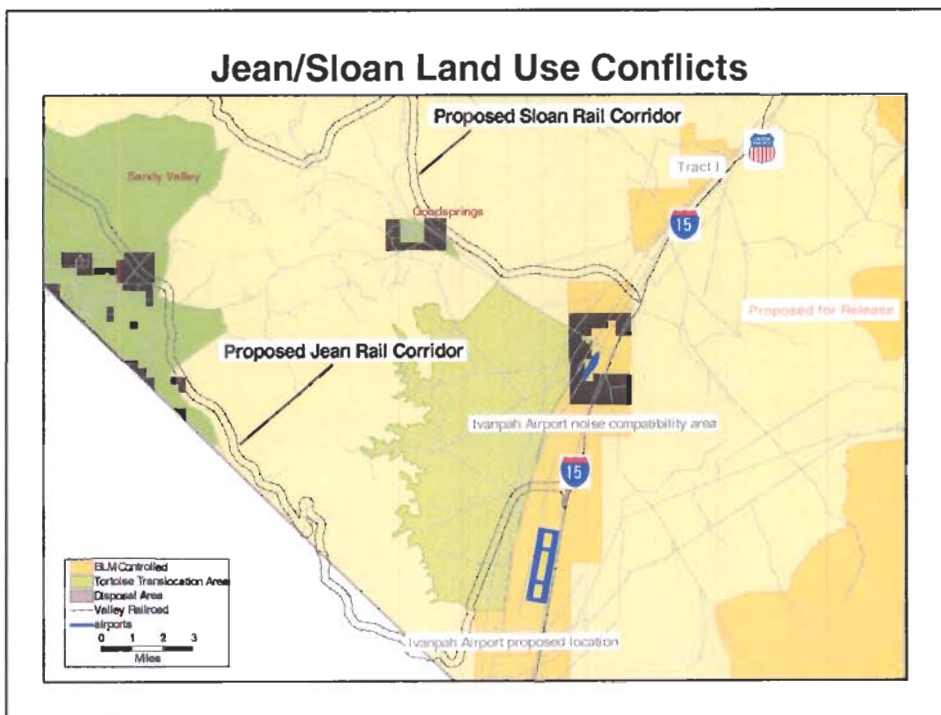 Jean/Sloan Land Use Conflicts
Proposed Sloan Rail Corridor
Tract I
Sandy Valley
Goodsprings
15
Proposed for Release
Proposed Jean Rail Corridor
Ivanpah Airport noise compatibility area
15
BLM Controlled
Tortoise Translocation Area
Disposal Area
Valley Railroad
airports
0 1 2 3
Miles
Ivanpah Airport proposed location